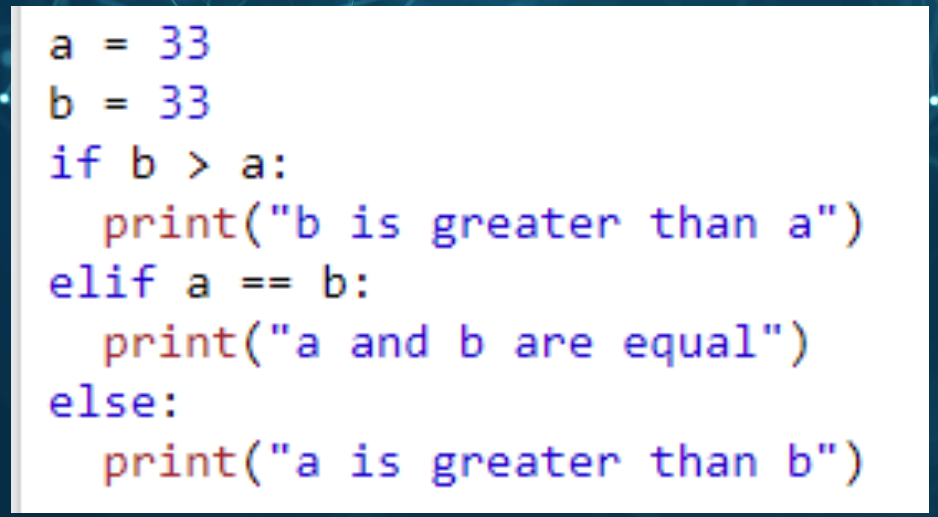 a = 33
b = 33
if b > a:
  print("b is greater than a")
elif a == b:
  print("a and b are equal")
else:
  print("a is greater than b")